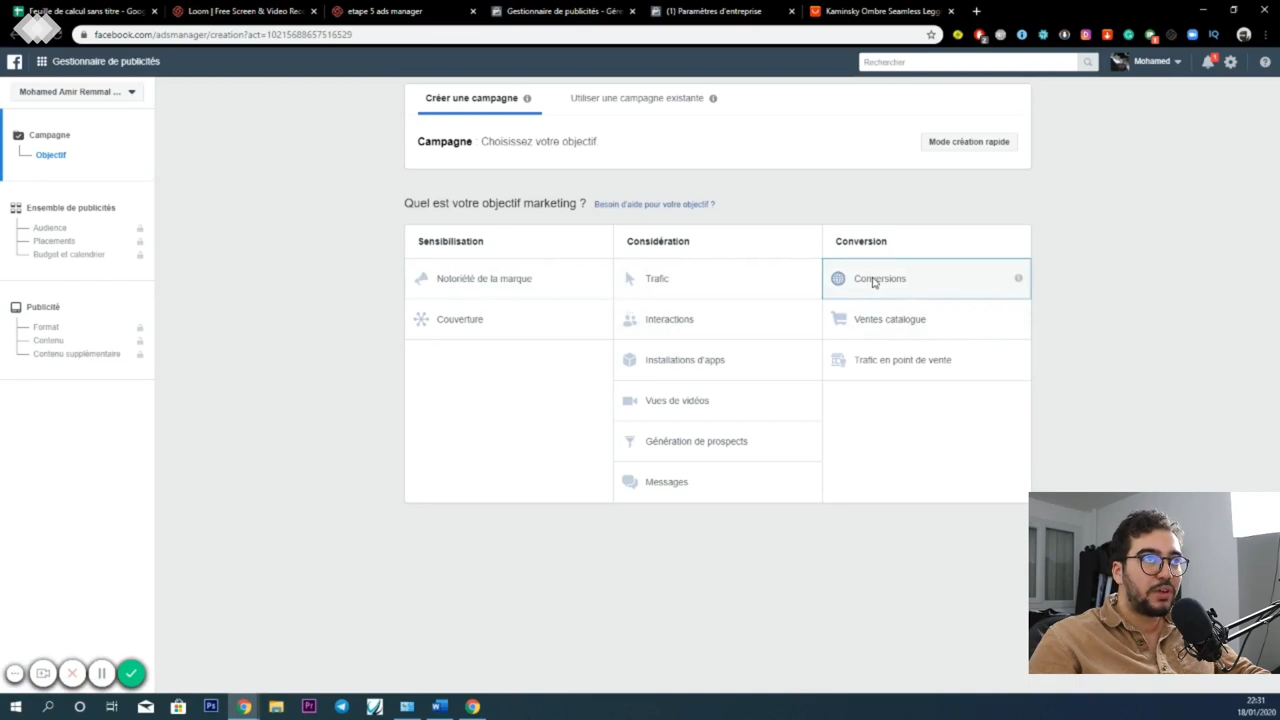 Feuille de calcul sans titre - Goog
Loom | Free Screen & Video Rec
etape 5 ads manager
Gestionnaire de publicités - Gére
(1) Paramètres d'entreprise
Kaminsky Ombre Seamless Legg
facebook.com/adsmanager/creation?act=10215688657516529
Gestionnaire de publicités
Rechercher
Mohamed
Mohamed Amir Remmal ...
Campagne
Objectif
Ensemble de publicités
Audience
Placements
Budget et calendrier
Publicité
Format
Contenu
Contenu supplémentaire
Créer une campagne
Utiliser une campagne existante
Campagne : Choisissez votre objectif.
Mode création rapide
Quel est votre objectif marketing ? Besoin d'aide pour votre objectif ?
Sensibilisation
Considération
Conversion
Notoriété de la marque
Trafic
Conversions
Couverture
Interactions
Ventes catalogue
Installations d'apps
Trafic en point de vente
Vues de vidéos
Génération de prospects
Messages
22:31
18/01/2020